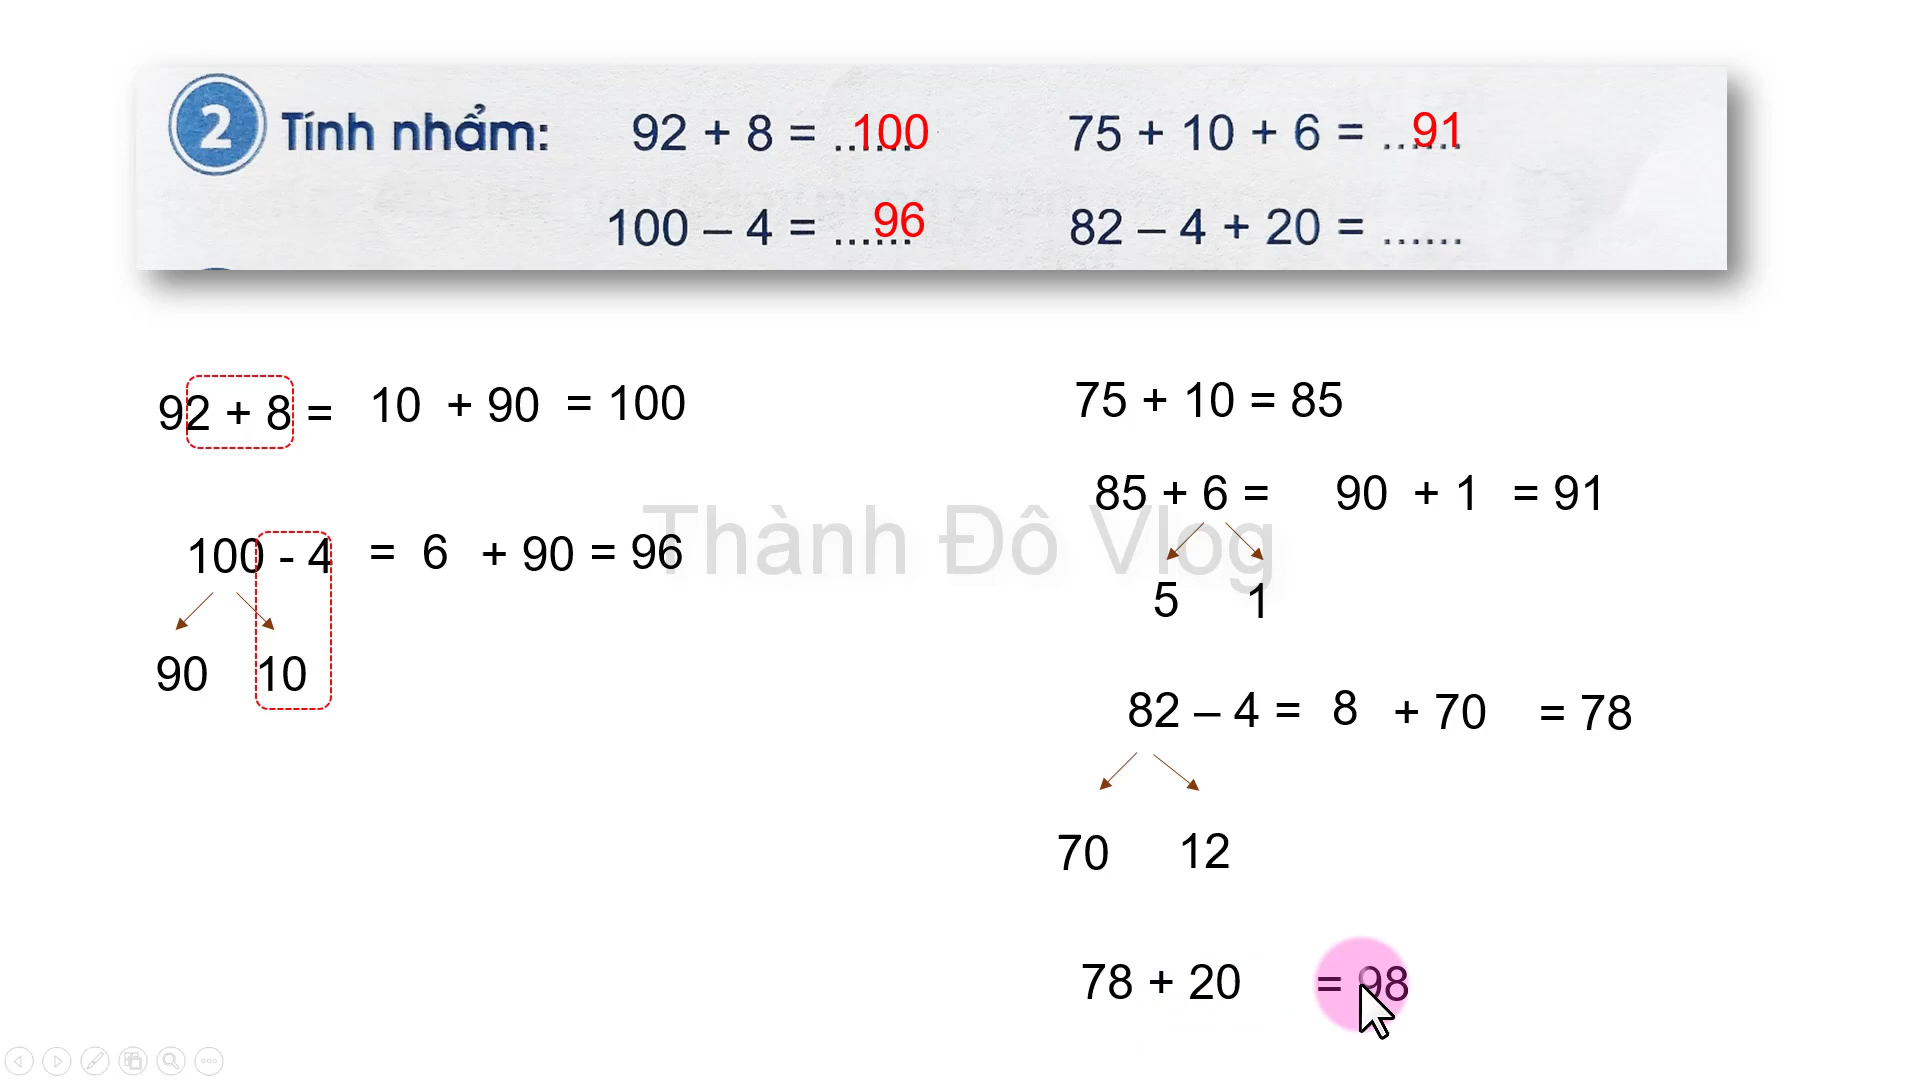 2 Tính nhẩm: 92 + 8 = ...... 100 75 + 10 + 6 = ...... 91
100 – 4 = ...... 96 82 – 4 + 20 = ......
92 + 8 = 10 + 90 = 100
100 - 4 = 6 + 90 = 96
90 10
75 + 10 = 85
85 + 6 = 90 + 1 = 91
5 1
82 – 4 = 8 + 70 = 78
70 12
78 + 20 = 98
Thành Đô Vlog